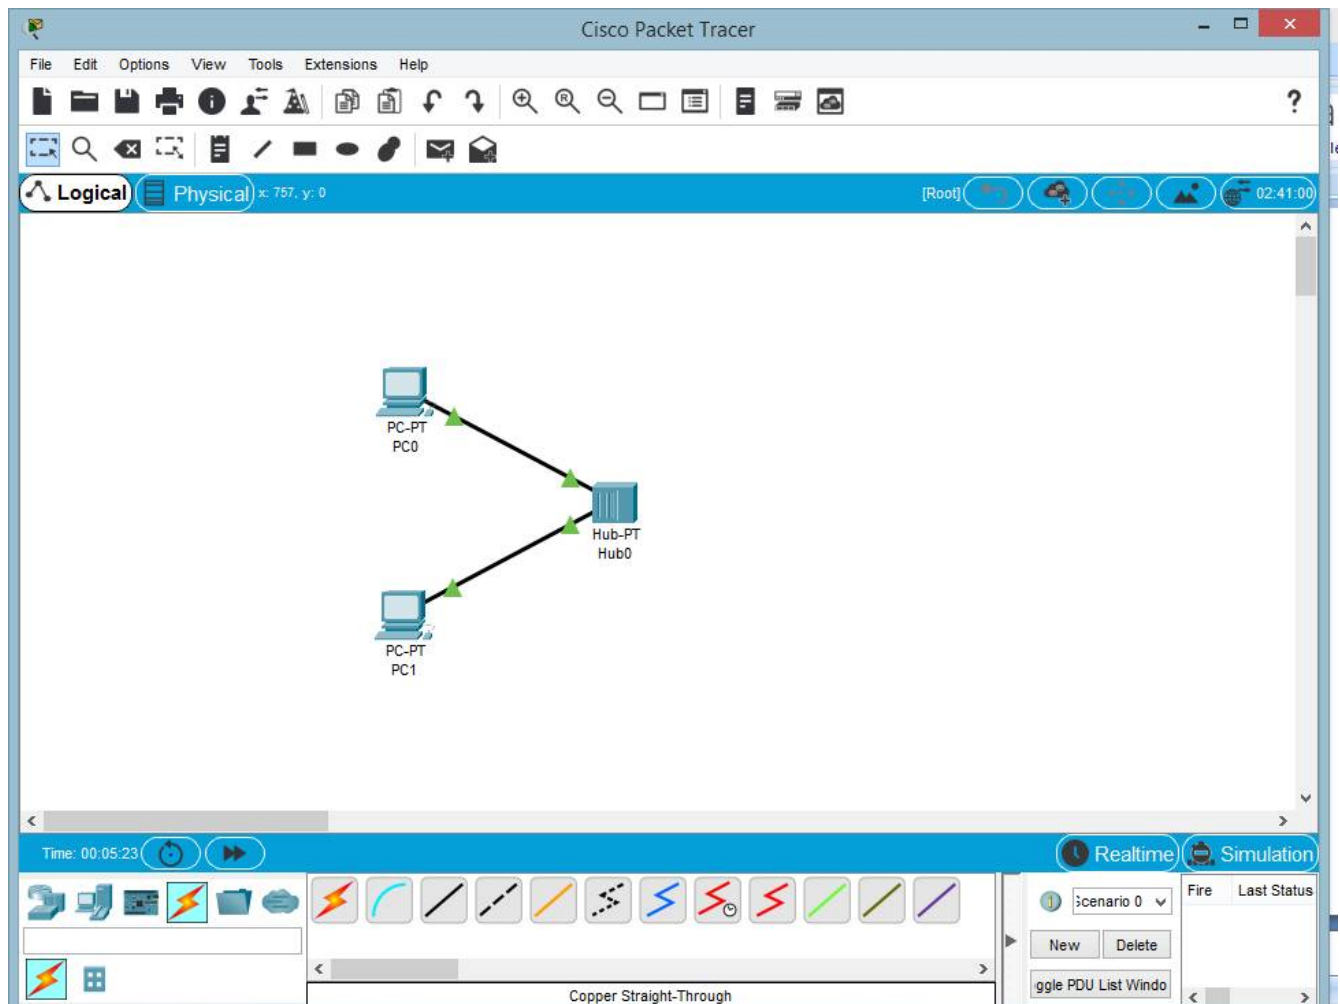 Cisco Packet Tracer
File Edit Options View Tools Extensions Help
Logical Physical x: 757, y: 0 [Root] 02:41:00
PC-PT
PC0
Hub-PT
Hub0
PC-PT
PC1
Time: 00:05:23 Realtime Simulation
Scenario 0 Fire Last Status
New Delete
ggle PDU List Windo
Copper Straight-Through